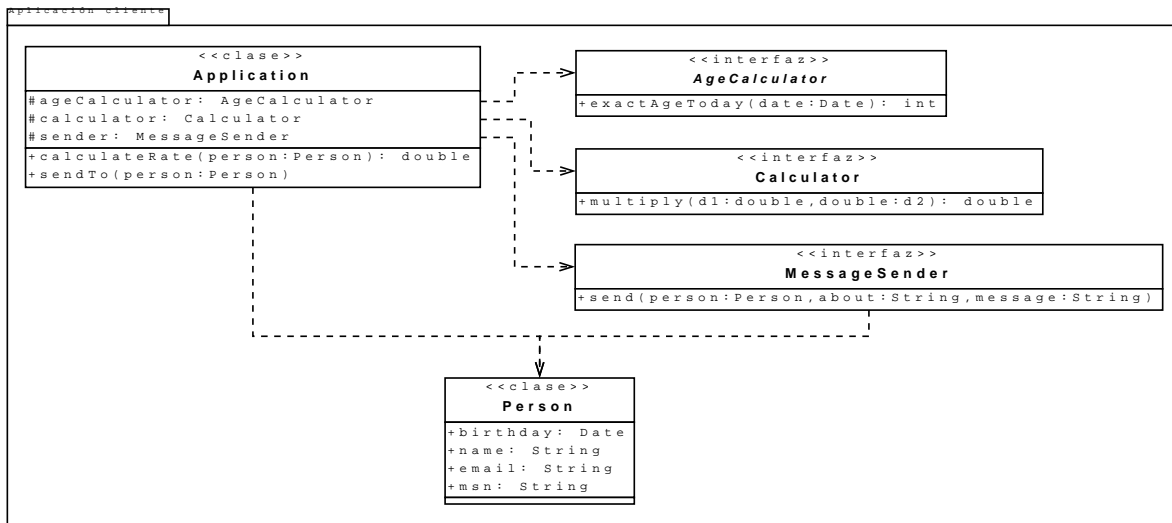 Aplicación cliente
<<clase>>
Application
#ageCalculator: AgeCalculator
#calculator: Calculator
#sender: MessageSender
+calculateRate(person:Person): double
+sendTo(person:Person)
<<interfaz>>
AgeCalculator
+exactAgeToday(date:Date): int
<<interfaz>>
Calculator
+multiply(d1:double,double:d2): double
<<interfaz>>
MessageSender
+send(person:Person,about:String,message:String)
<<clase>>
Person
+birthday: Date
+name: String
+email: String
+msn: String